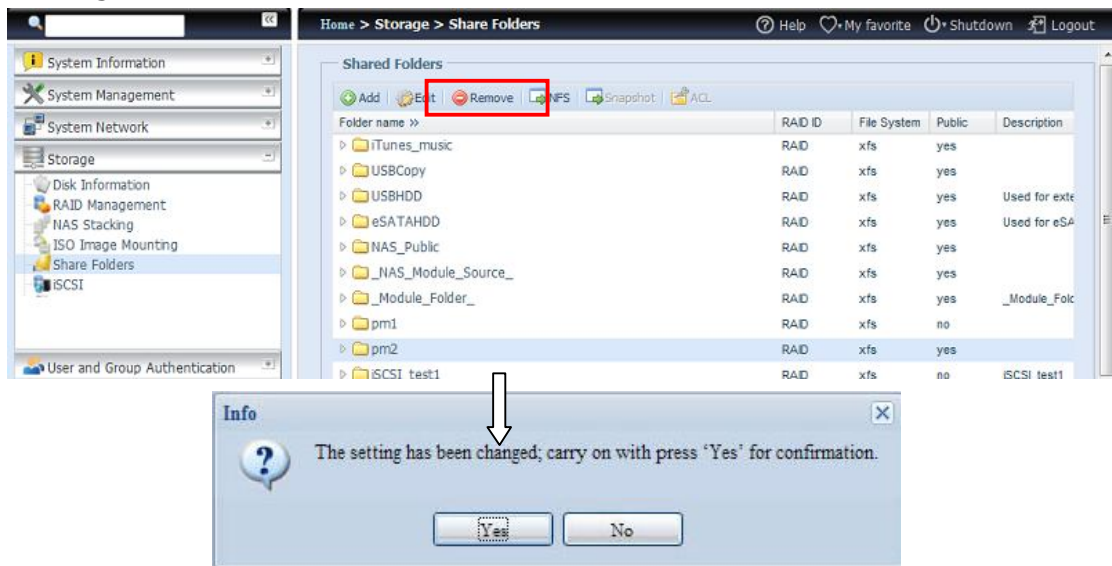 Home > Storage > Share Folders
Help My favorite Shutdown Logout
System Information
System Management
System Network
Storage
Disk Information
RAID Management
NAS Stacking
ISO Image Mounting
Share Folders
iSCSI
User and Group Authentication
Shared Folders
Add Edit Remove NFS Snapshot ACL
Folder name » RAID ID File System Public Description
iTunes_music RAID xfs yes
USBCopy RAID xfs yes
USBHDD RAID xfs yes Used for exte
eSATAHDD RAID xfs yes Used for eSA
NAS_Public RAID xfs yes
_NAS_Module_Source_ RAID xfs yes
_Module_Folder_ RAID xfs yes _Module_Folc
pm1 RAID xfs no
pm2 RAID xfs yes
iSCSI_test1 RAID xfs no iSCSI_test1
Info
The setting has been changed; carry on with press ‘Yes’ for confirmation.
Yes No